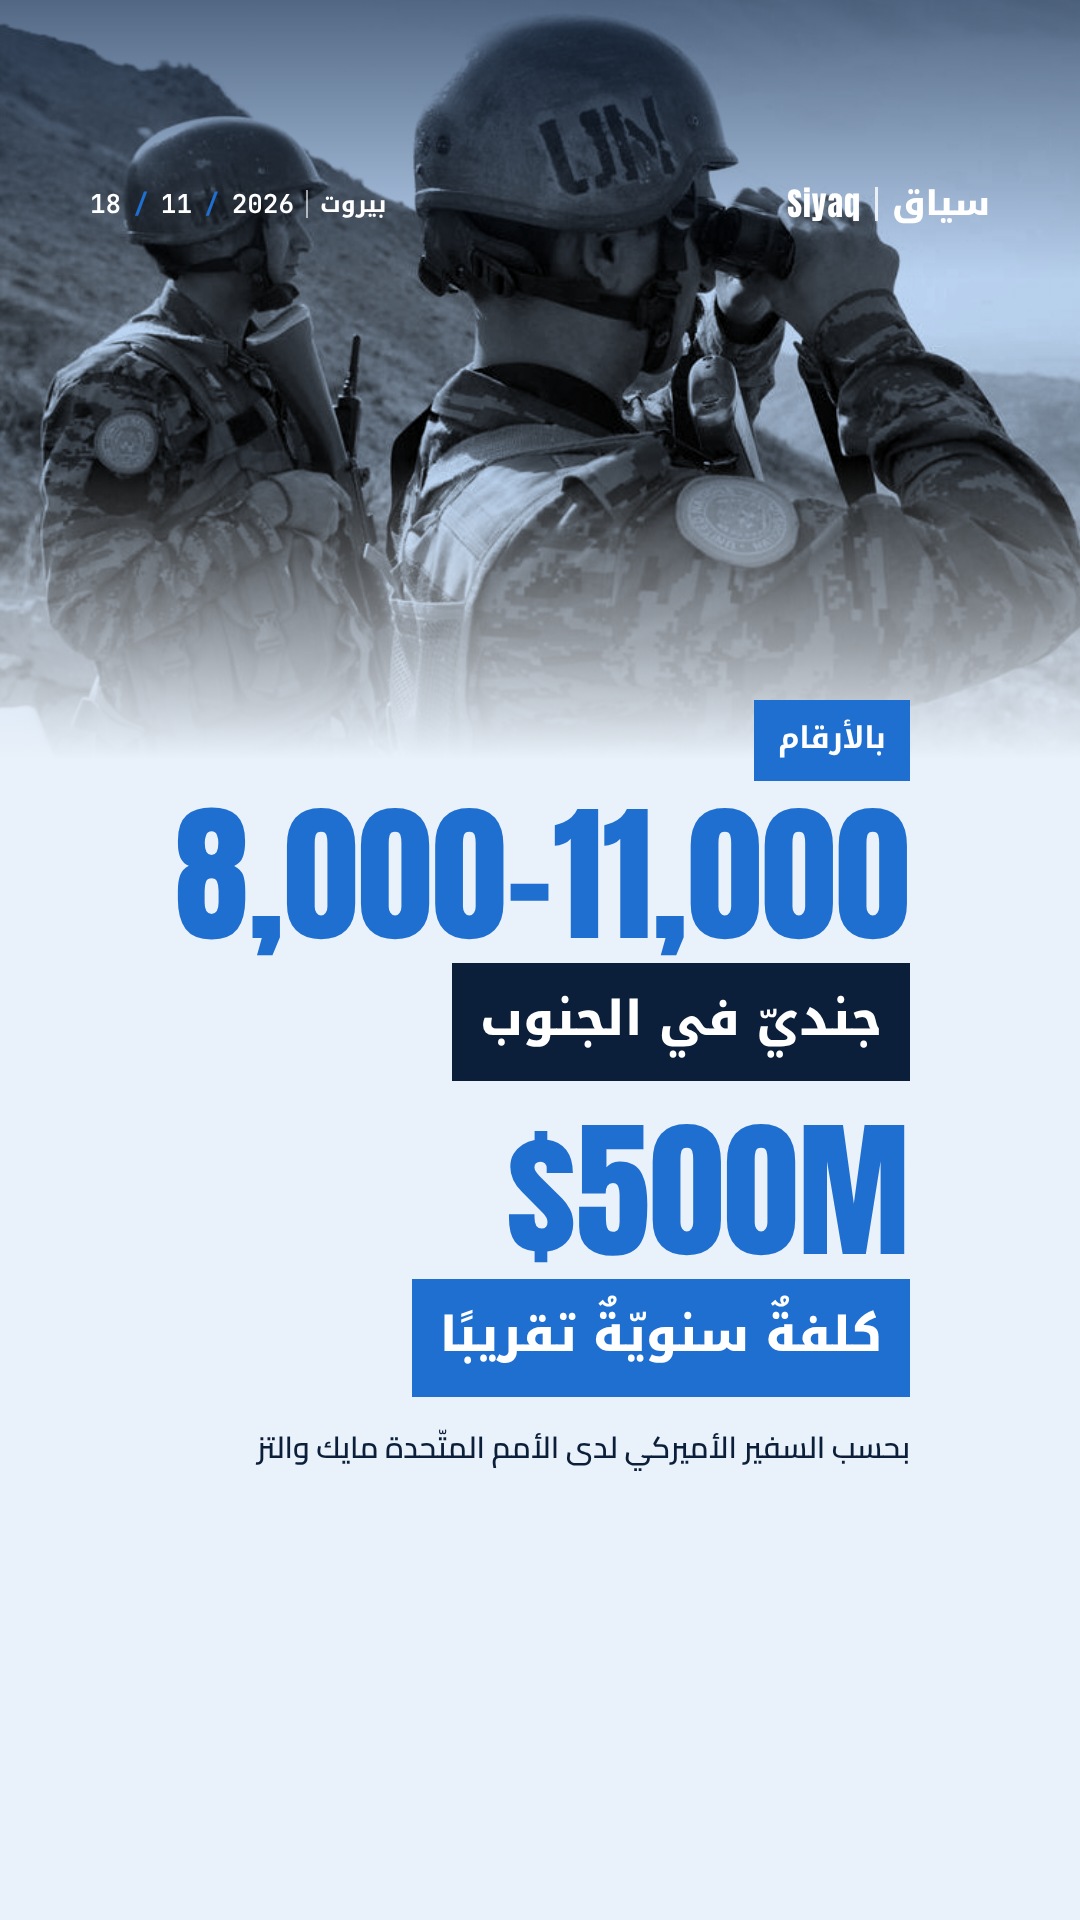 سياق | Siyaq
بيروت | 2026 / 11 / 18
UN
بالأرقام
8,000-11,000
جنديّ في الجنوب
$500M
كلفةٌ سنويّةٌ تقريبًا
بحسب السفير الأميركي لدى الأمم المتّحدة مايك والتز